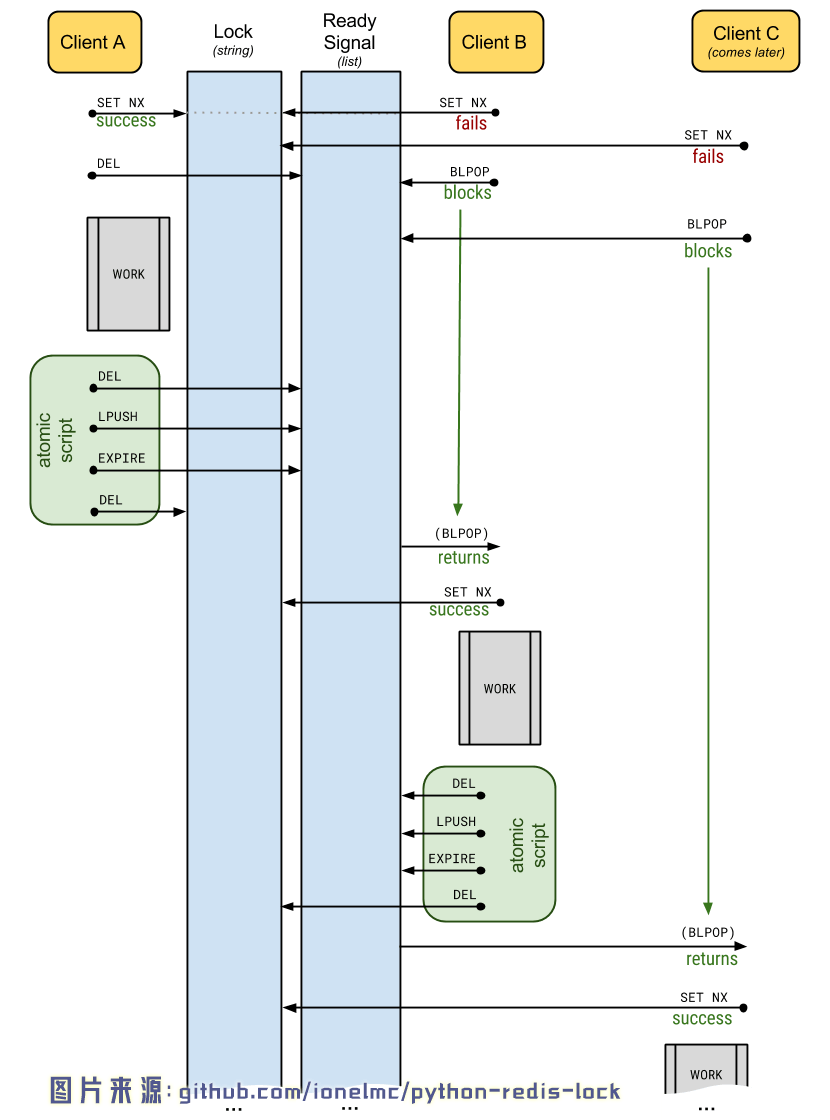 Client A
Lock
(string)
Ready
Signal
(list)
Client B
Client C
(comes later)
SET NX
success
SET NX
fails
SET NX
fails
DEL
BLPOP
blocks
BLPOP
blocks
WORK
atomic
script
DEL
LPUSH
EXPIRE
DEL
(BLPOP)
returns
SET NX
success
WORK
DEL
LPUSH
EXPIRE
DEL
atomic
script
(BLPOP)
returns
SET NX
success
WORK
图片来源:github.com/ionelmc/python-redis-lock
...
...
...